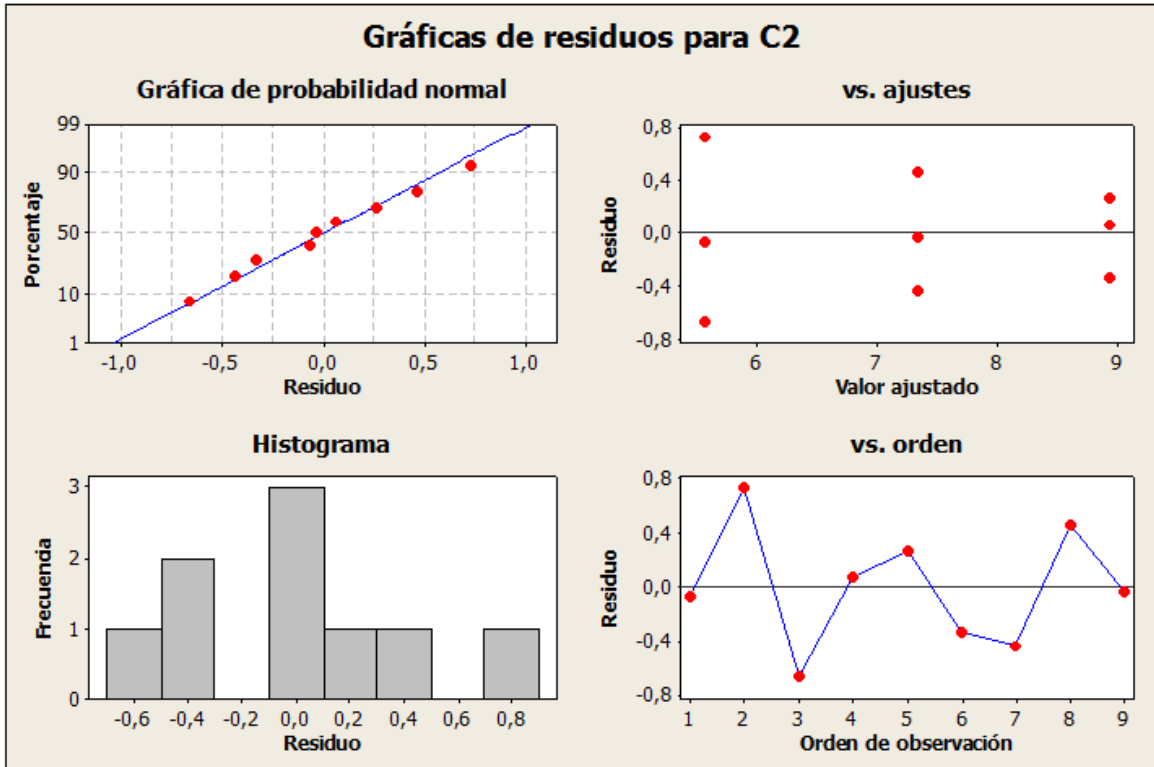 Gráficas de residuos para C2
Gráfica de probabilidad normal
99
90
50
10
1
Porcentaje
-1,0 -0,5 0,0 0,5 1,0
Residuo
vs. ajustes
0,8
0,4
0,0
-0,4
-0,8
Residuo
6 7 8 9
Valor ajustado
Histograma
3
2
1
0
Frecuencia
-0,6 -0,4 -0,2 0,0 0,2 0,4 0,6 0,8
Residuo
vs. orden
0,8
0,4
0,0
-0,4
-0,8
Residuo
1 2 3 4 5 6 7 8 9
Orden de observación